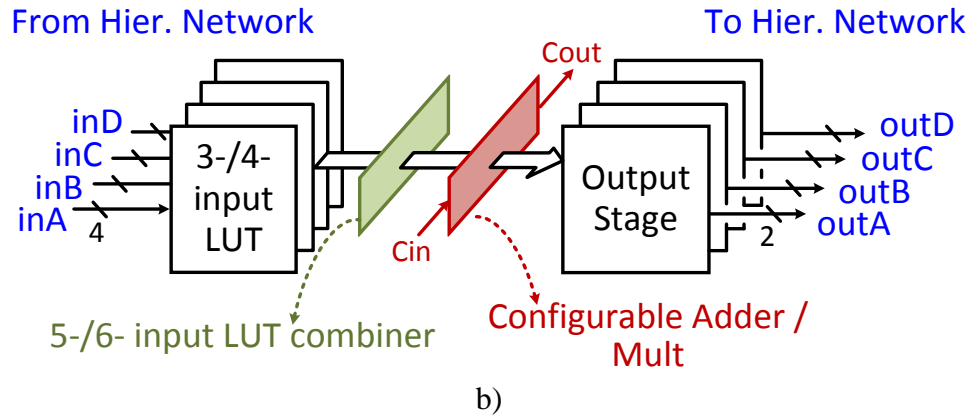 From Hier. Network
To Hier. Network
Cout
inD
inC
inB
inA
4
3-/4-
input
LUT
Cin
Output
Stage
outD
outC
outB
outA
2
5-/6- input LUT combiner
Configurable Adder /
Mult
b)